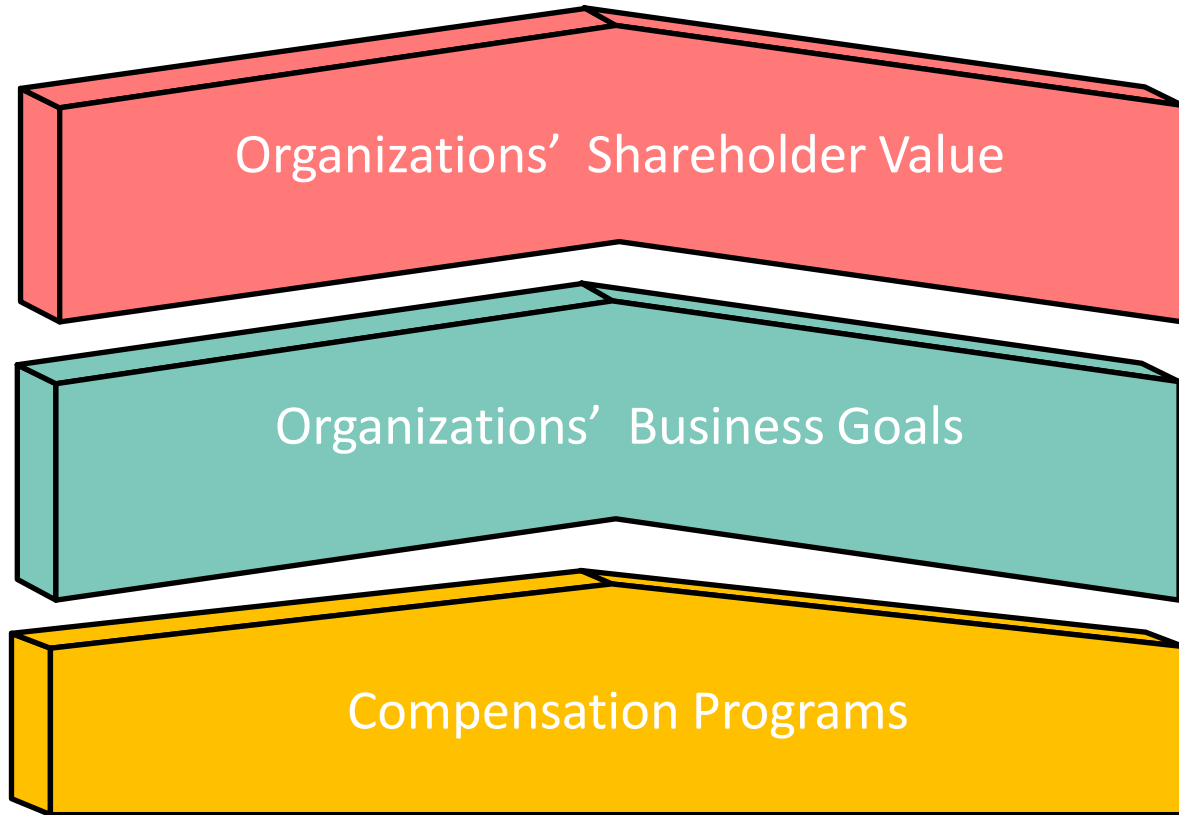 Organizations’  Shareholder Value
Organizations’  Business Goals
Compensation Programs